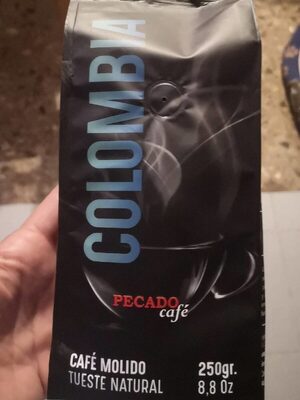 COLOMBIA
PECADO
café
CAFÉ MOLIDO
TUESTE NATURAL
250gr.
8,8 Oz